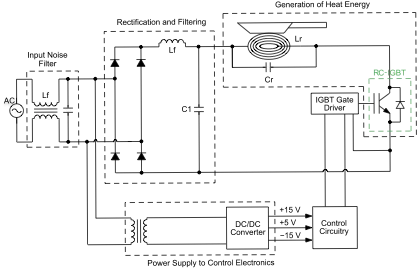 Generation of Heat Energy
Rectification and Filtering
Input Noise
Filter
Lf
Lr
Cr
RC-IGBT
AC
Lf
C1
IGBT Gate
Driver
DC/DC
Converter
+15 V
+5 V
−15 V
Control
Circuitry
Power Supply to Control Electronics